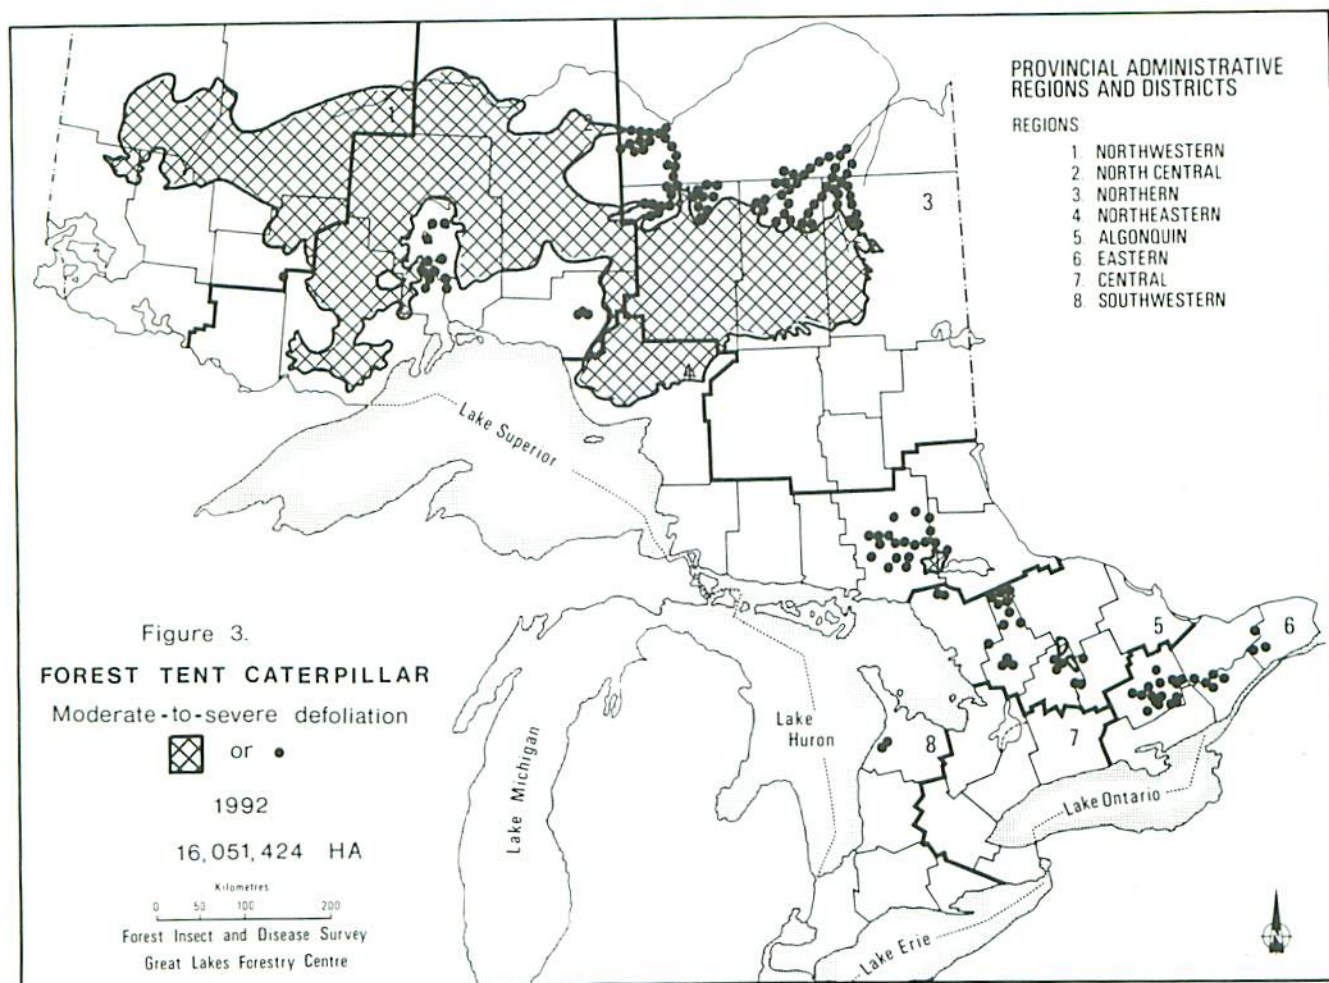 PROVINCIAL ADMINISTRATIVE
REGIONS AND DISTRICTS
REGIONS:
1. NORTHWESTERN
2. NORTH CENTRAL
3. NORTHERN
4. NORTHEASTERN
5. ALGONQUIN
6. EASTERN
7. CENTRAL
8. SOUTHWESTERN
1
2
3
4
Lake Superior
5
6
Figure 3.
FOREST TENT CATERPILLAR
Moderate-to-severe defoliation
or
1992
16,051,424 HA
Kilometres
0 50 100 200
Forest Insect and Disease Survey
Great Lakes Forestry Centre
Lake Michigan
Lake
Huron
8
7
Lake Ontario
Lake Erie
N